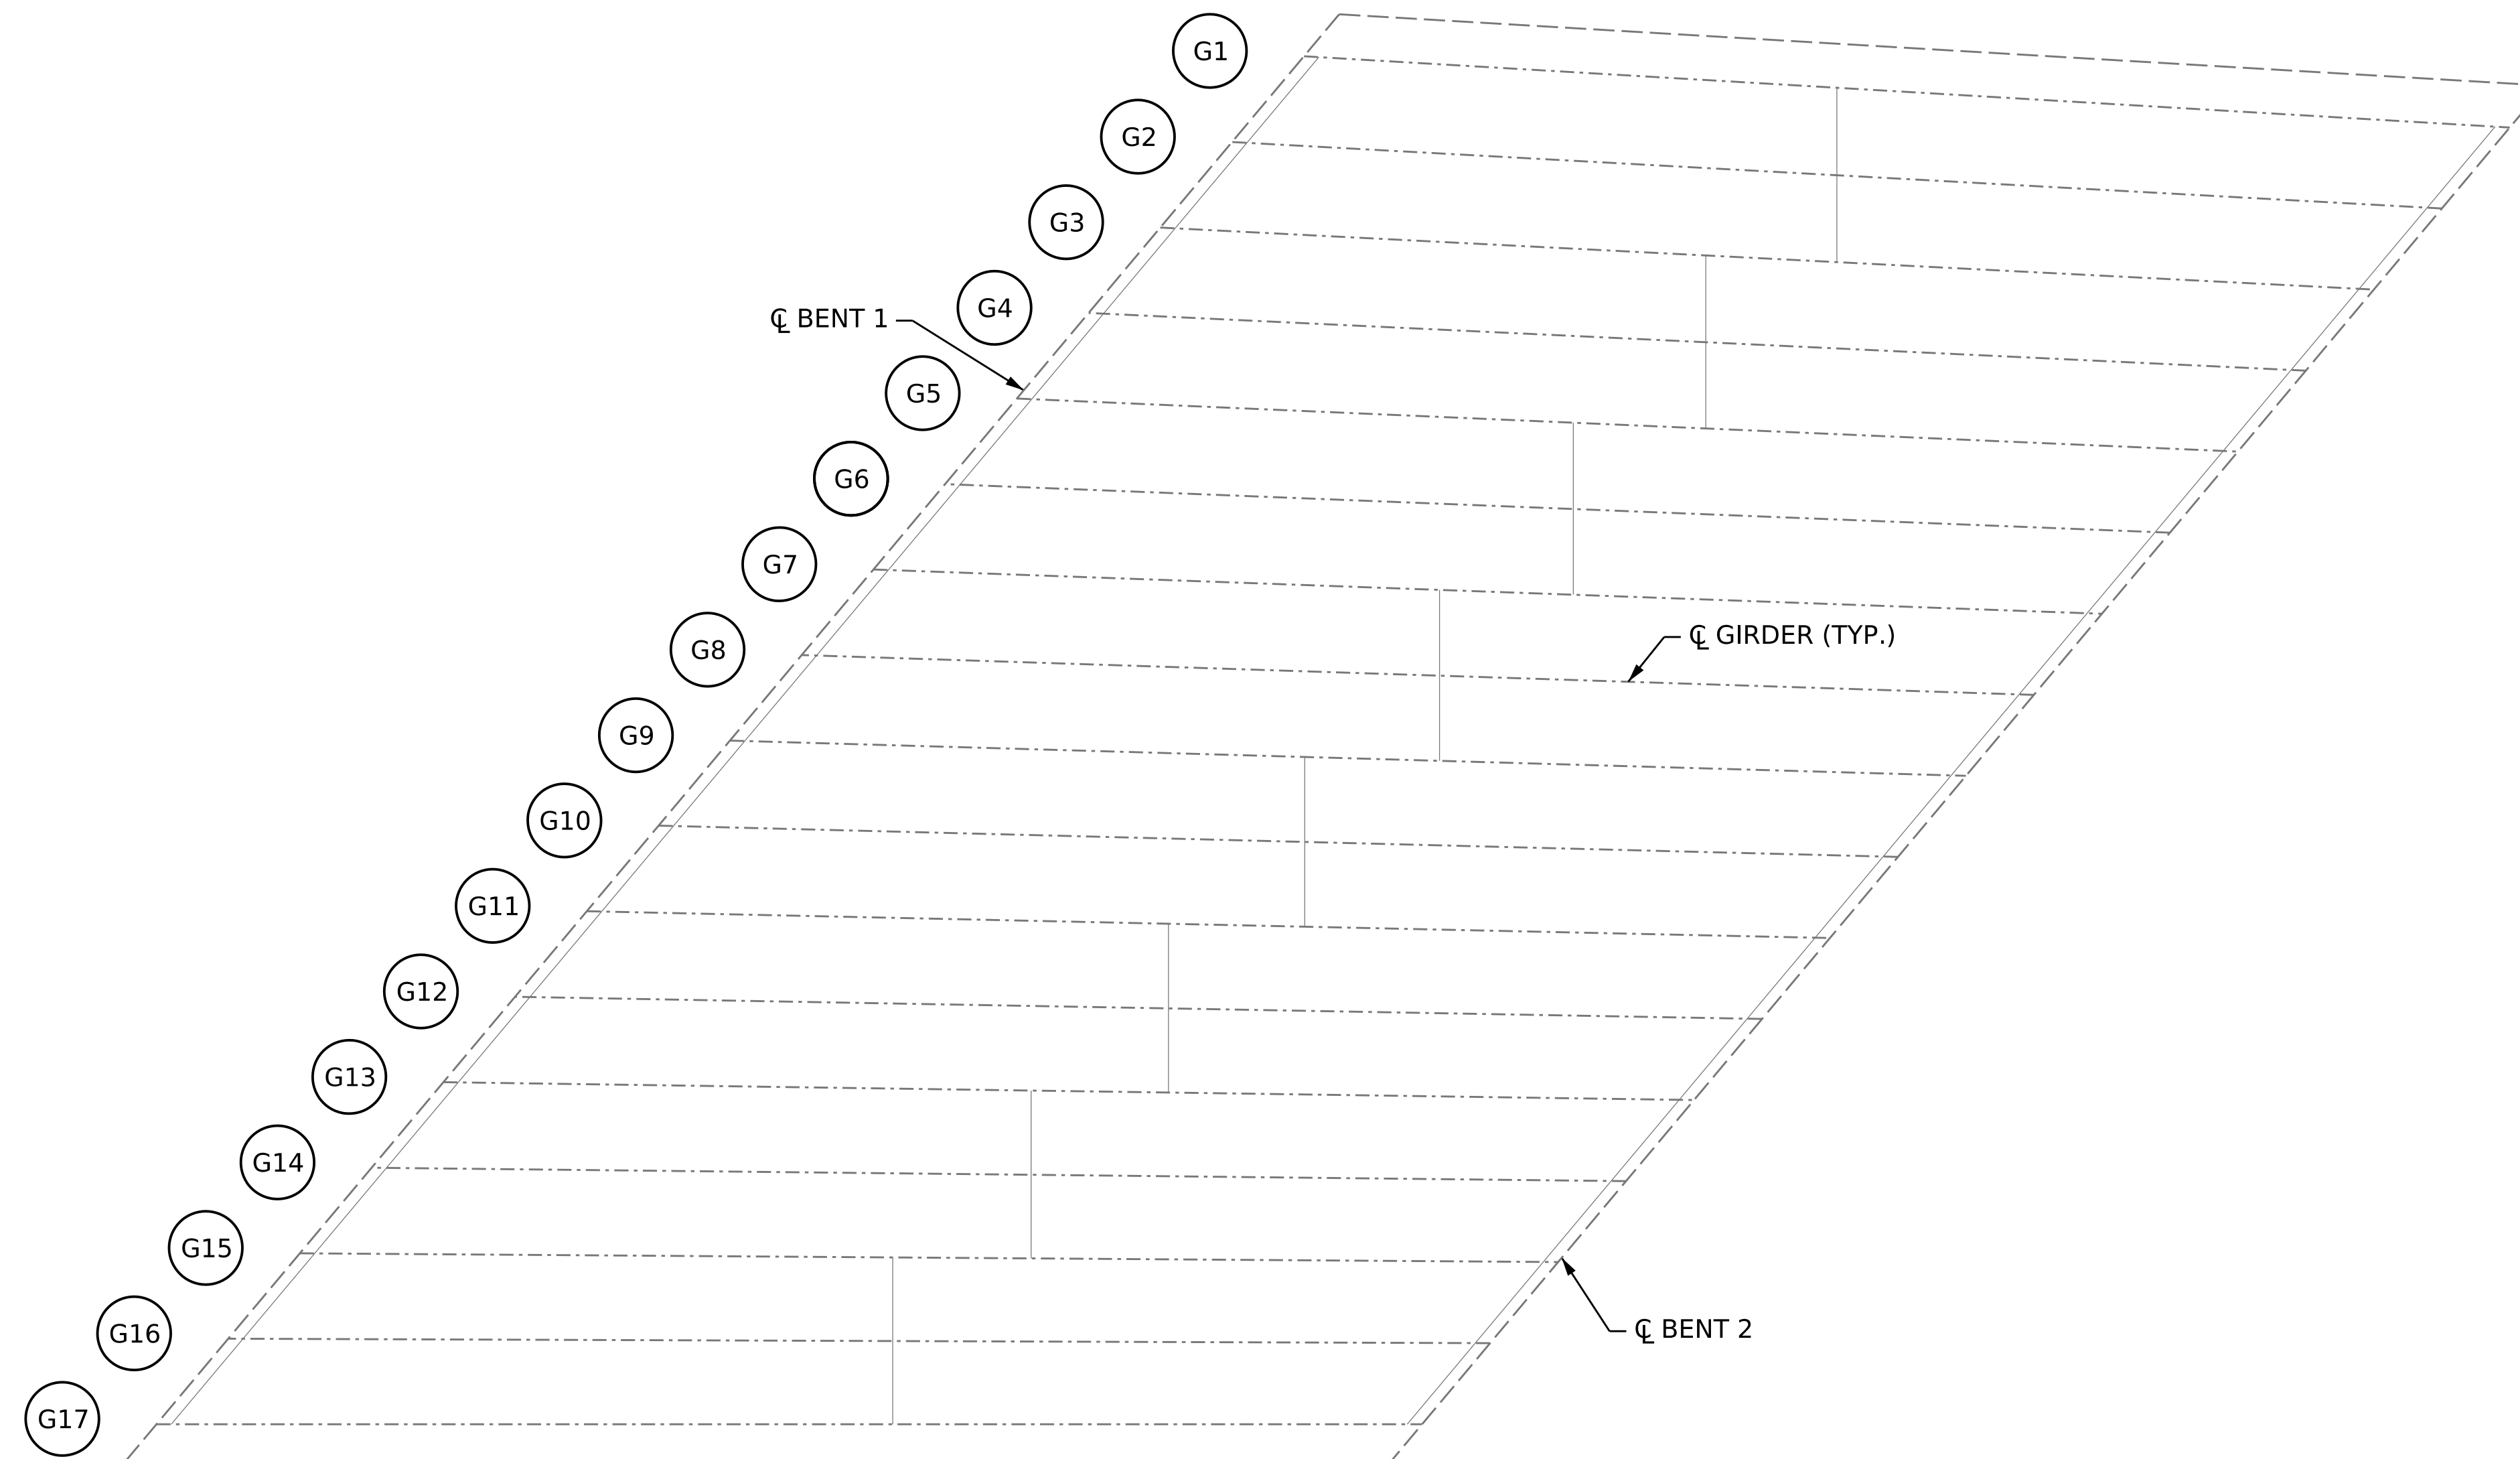 G1
G2
G3
G4
℄ BENT 1
G5
G6
G7
℄ GIRDER (TYP.)
G8
G9
G10
G11
G12
G13
G14
G15
G16
℄ BENT 2
G17